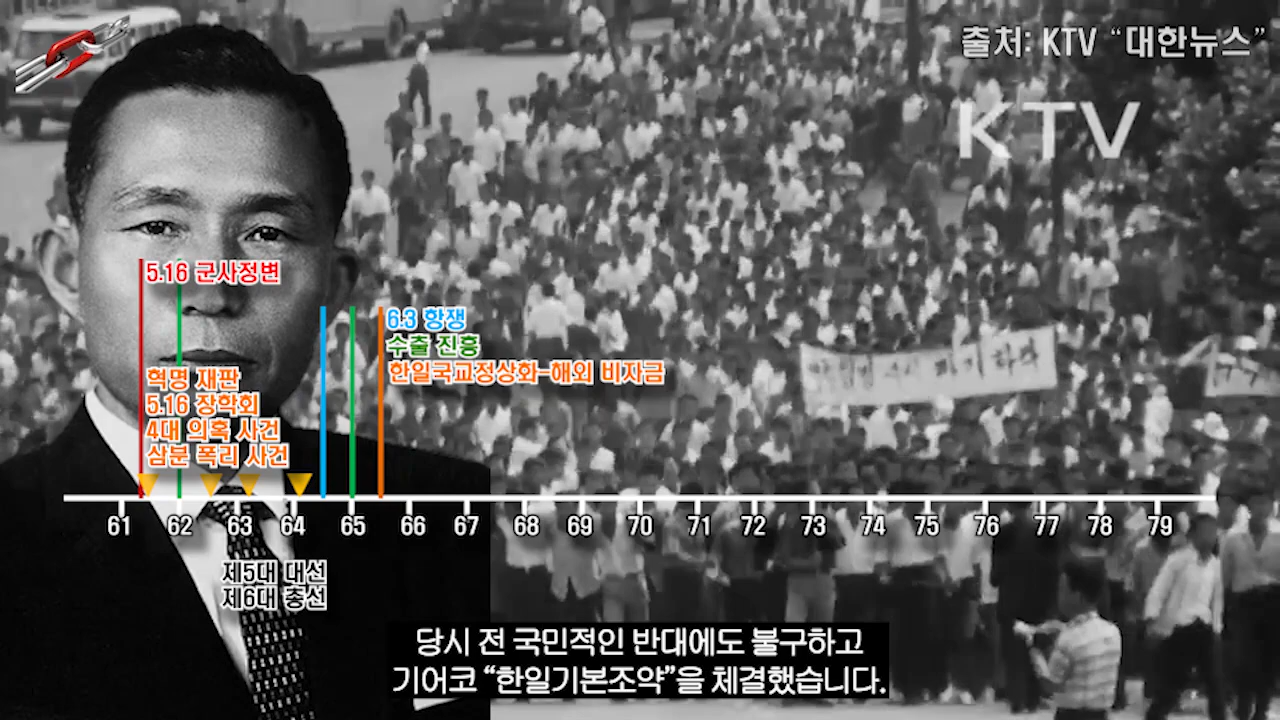 출처: KTV “대한뉴스”
KTV
5.16 군사정변
6.3 항쟁
수출 진흥
한일국교정상화-해외 비자금
혁명 재판
5.16 장학회
4대 의혹 사건
삼분 폭리 사건
61 62 63 64 65 66 67 68 69 70 71 72 73 74 75 76 77 78 79
제5대 대선
제6대 총선
당시 전 국민적인 반대에도 불구하고
기어코 “한일기본조약”을 체결했습니다.